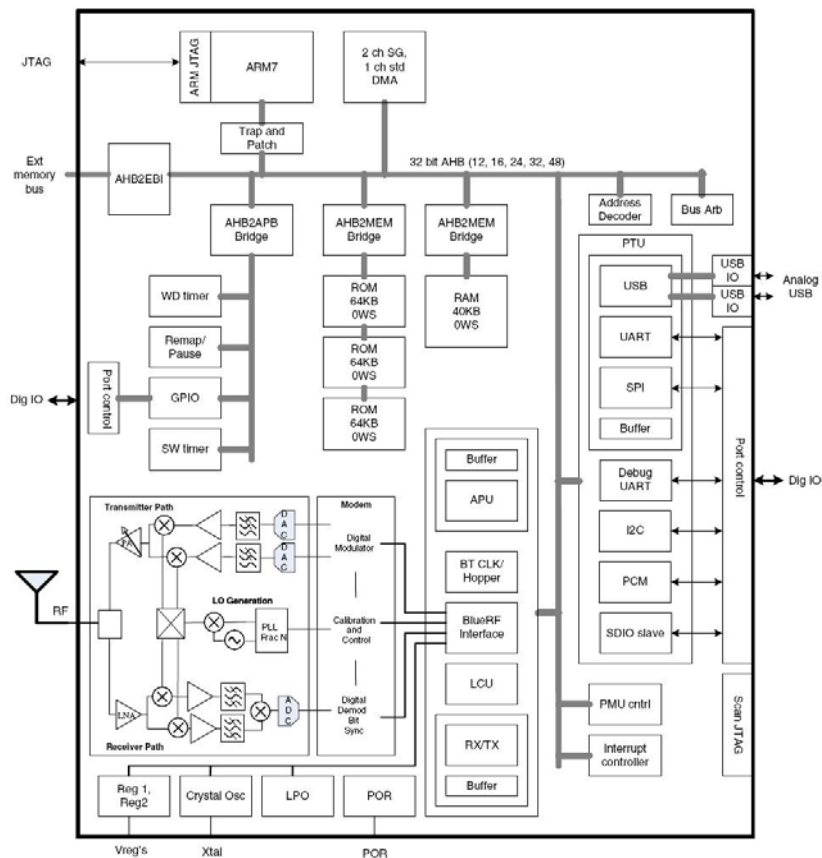 JTAG
ARM JTAG
ARM7
2 ch SG,
1 ch std
DMA
Trap and
Patch
Ext
memory
bus
AHB2EBI
32 bit AHB (12, 16, 24, 32, 48)
AHB2APB
Bridge
AHB2MEM
Bridge
AHB2MEM
Bridge
Address
Decoder
Bus Arb
WD timer
Remap/
Pause
GPIO
SW timer
Port control
Dig IO
ROM
64KB
0WS
ROM
64KB
0WS
ROM
64KB
0WS
RAM
40KB
0WS
PTU
USB
UART
SPI
Buffer
Debug
UART
I2C
PCM
SDIO slave
USB
IO
USB
IO
Analog
USB
Port control
Dig IO
Scan JTAG
PMU cntrl
Interrupt
controller
Buffer
APU
BT CLK/
Hopper
BlueRF
Interface
LCU
RX/TX
Buffer
Transmitter Path
PA
D
A
C
D
A
C
Modem
Digital
Modulator
RF
LO Generation
PLL
Frac N
Calibration
and
Control
LNA
A
D
C
Digital
Demod
Bit
Sync
Receiver Path
Reg 1,
Reg2
Crystal Osc
LPO
POR
Vreg's
Xtal
POR